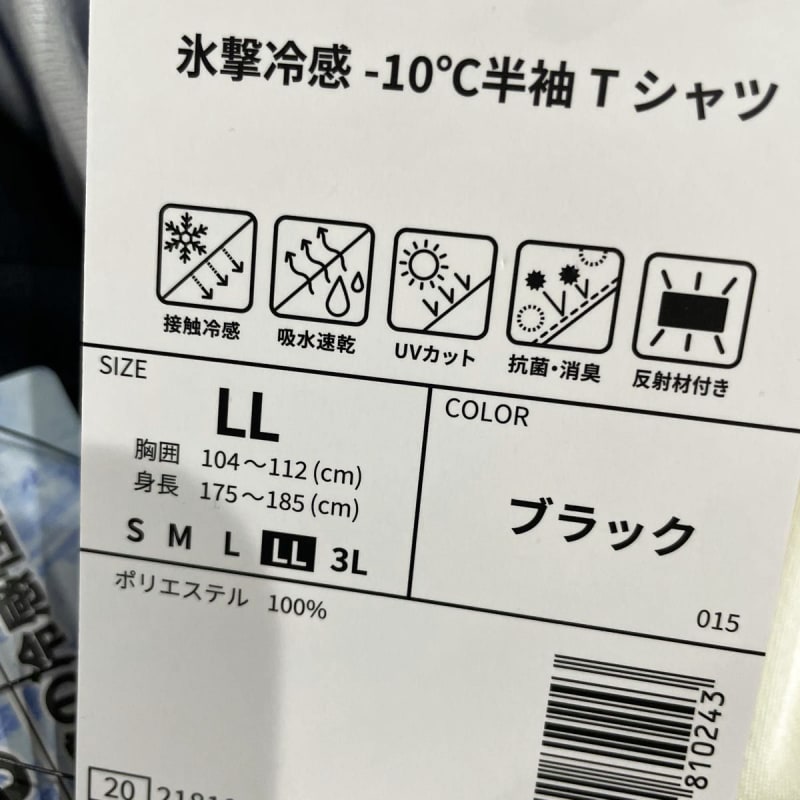 氷撃冷感 -10℃半袖 T シャツ
接触冷感 吸水速乾 UVカット 抗菌・消臭 反射材付き
SIZE
LL
胸囲 104～112 (cm)
身長 175～185 (cm)
S M L LL 3L
COLOR
ブラック
015
ポリエステル 100%
810243
20
冷感